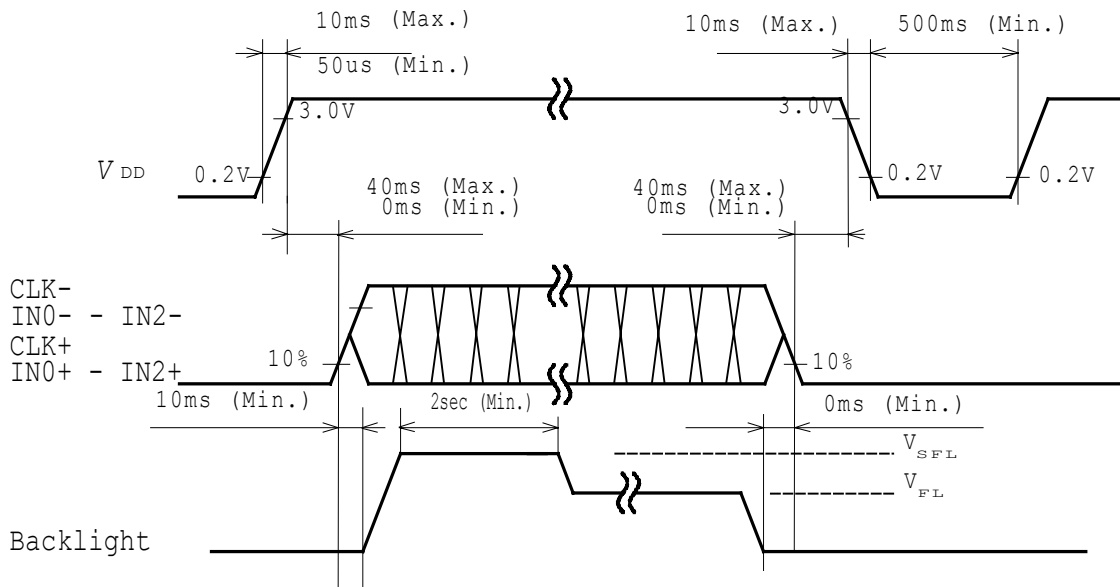 10ms (Max.)
10ms (Max.)
500ms (Min.)
50us (Min.)
3.0V
3.0V
VDD
0.2V
0.2V
0.2V
40ms (Max.)
0ms (Min.)
40ms (Max.)
0ms (Min.)
CLK-
IN0- - IN2-
CLK+
IN0+ - IN2+
10%
10%
10ms (Min.)
2sec (Min.)
0ms (Min.)
VSFL
VFL
Backlight